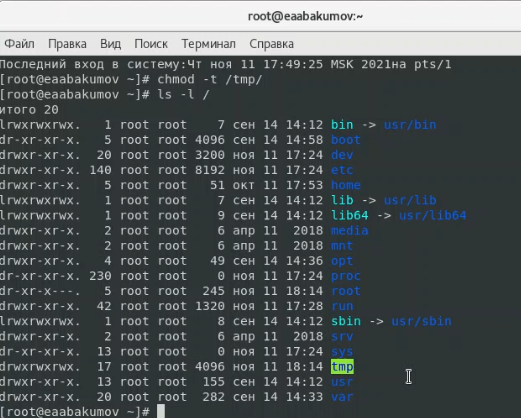 root@eaabakumov:~
Файл Правка Вид Поиск Терминал Справка
Последний вход в систему:Чт ноя 11 17:49:25 MSK 2021на pts/1
[root@eaabakumov ~]# chmod -t /tmp/
[root@eaabakumov ~]# ls -l /
итого 20
lrwxrwxrwx. 1 root root 7 сен 14 14:12 bin -> usr/bin
dr-xr-xr-x. 5 root root 4096 сен 14 14:58 boot
drwxr-xr-x. 20 root root 3200 ноя 11 17:24 dev
drwxr-xr-x. 140 root root 8192 ноя 11 17:24 etc
drwxr-xr-x. 5 root root 51 окт 11 17:53 home
lrwxrwxrwx. 1 root root 7 сен 14 14:12 lib -> usr/lib
lrwxrwxrwx. 1 root root 9 сен 14 14:12 lib64 -> usr/lib64
drwxr-xr-x. 2 root root 6 апр 11 2018 media
drwxr-xr-x. 2 root root 6 апр 11 2018 mnt
drwxr-xr-x. 4 root root 49 сен 14 14:36 opt
dr-xr-xr-x. 230 root root 0 ноя 11 17:24 proc
dr-xr-x---. 5 root root 245 ноя 11 18:14 root
drwxr-xr-x. 42 root root 1320 ноя 11 17:28 run
lrwxrwxrwx. 1 root root 8 сен 14 14:12 sbin -> usr/sbin
drwxr-xr-x. 2 root root 6 апр 11 2018 srv
dr-xr-xr-x. 13 root root 0 ноя 11 17:24 sys
drwxrwxrwx. 17 root root 4096 ноя 11 18:14 tmp
drwxr-xr-x. 13 root root 155 сен 14 14:12 usr
drwxr-xr-x. 20 root root 282 сен 14 14:33 var
[root@eaabakumov ~]#